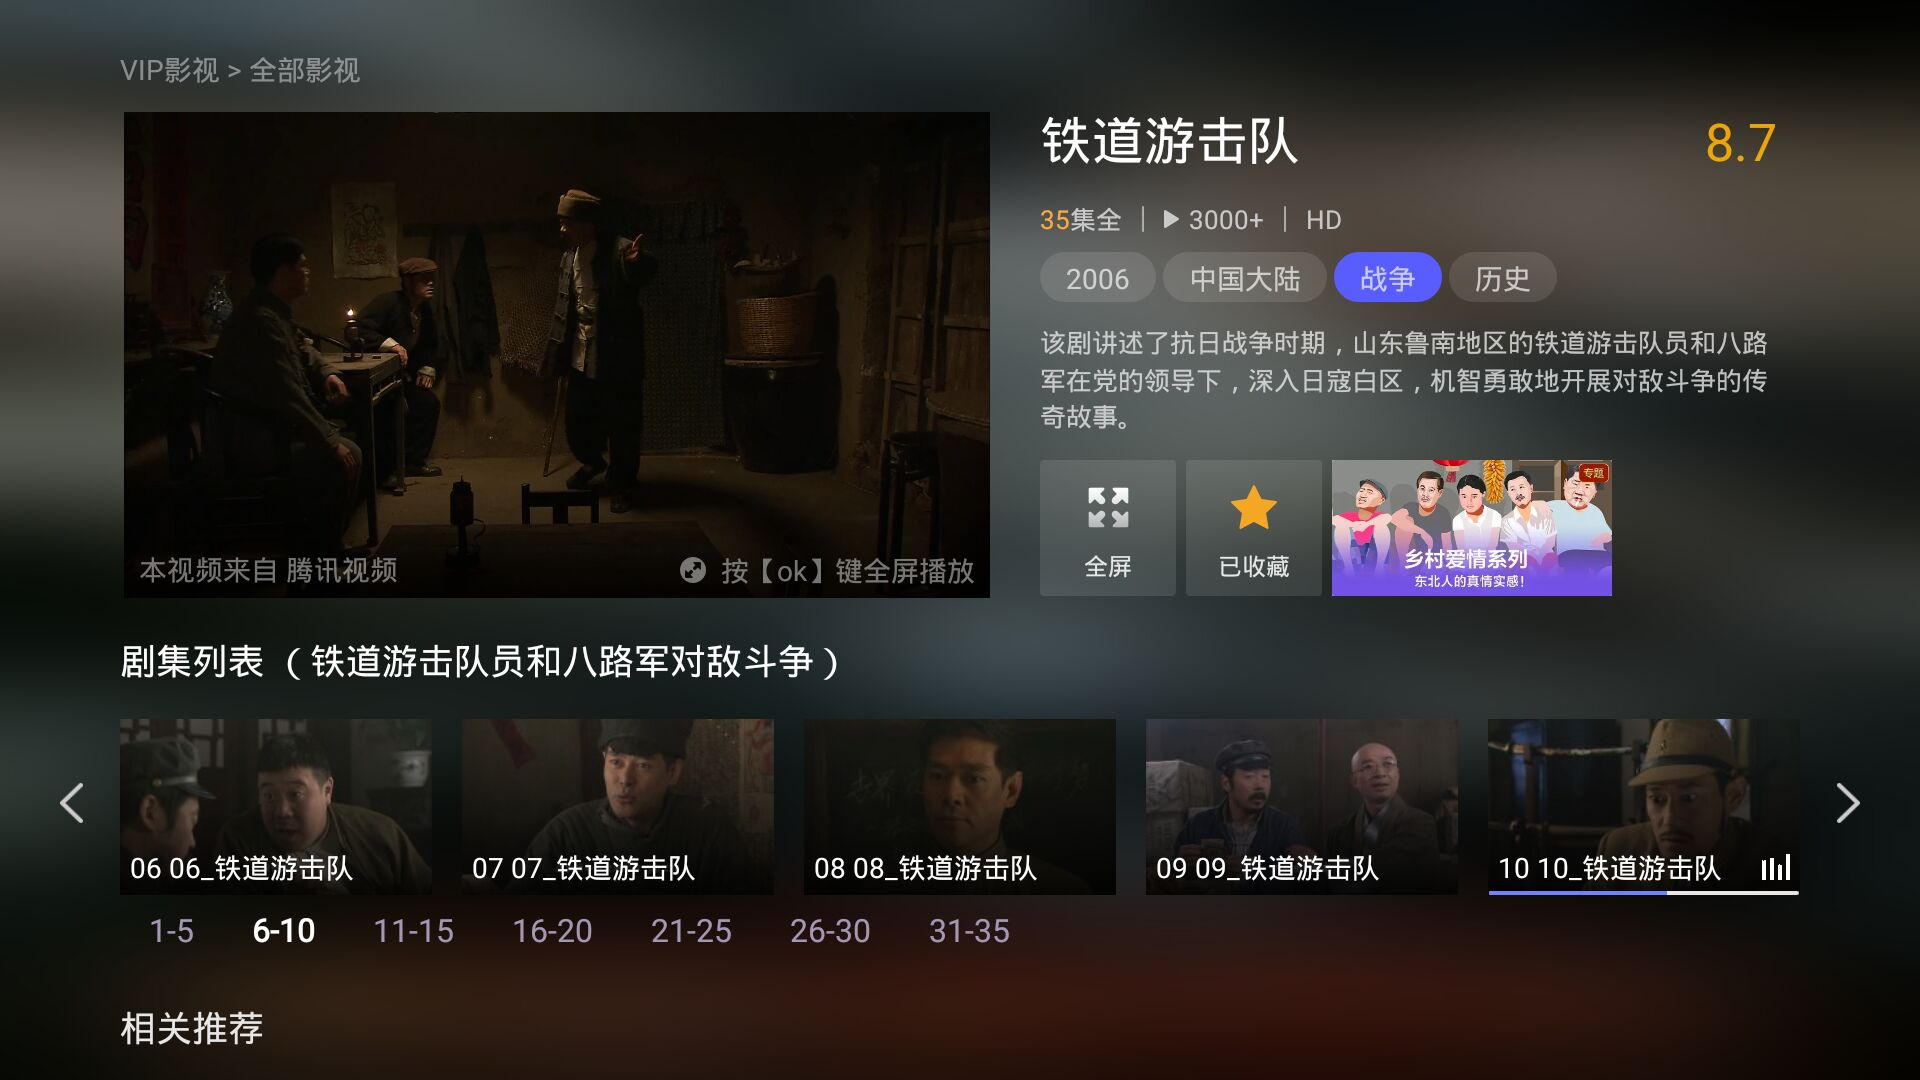 VIP影视 > 全部影视
铁道游击队
8.7
35集全 | 3000+ | HD
2006 中国大陆 战争 历史
该剧讲述了抗日战争时期，山东鲁南地区的铁道游击队员和八路
军在党的领导下，深入日寇白区，机智勇敢地开展对敌斗争的传
奇故事。
本视频来自 腾讯视频
按【ok】键全屏播放
全屏
已收藏
专题
乡村爱情系列
东北人的真情实感！
剧集列表 （铁道游击队员和八路军对敌斗争）
06 06_铁道游击队
07 07_铁道游击队
08 08_铁道游击队
09 09_铁道游击队
10 10_铁道游击队
1-5 6-10 11-15 16-20 21-25 26-30 31-35
相关推荐